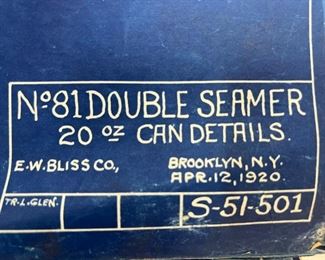 Nº81 DOUBLE SEAMER
20 OZ CAN DETAILS.
E.W. BLISS CO., BROOKLYN, N.Y.
APR. 12, 1920.
TR.-L.GLEN. S-51-501